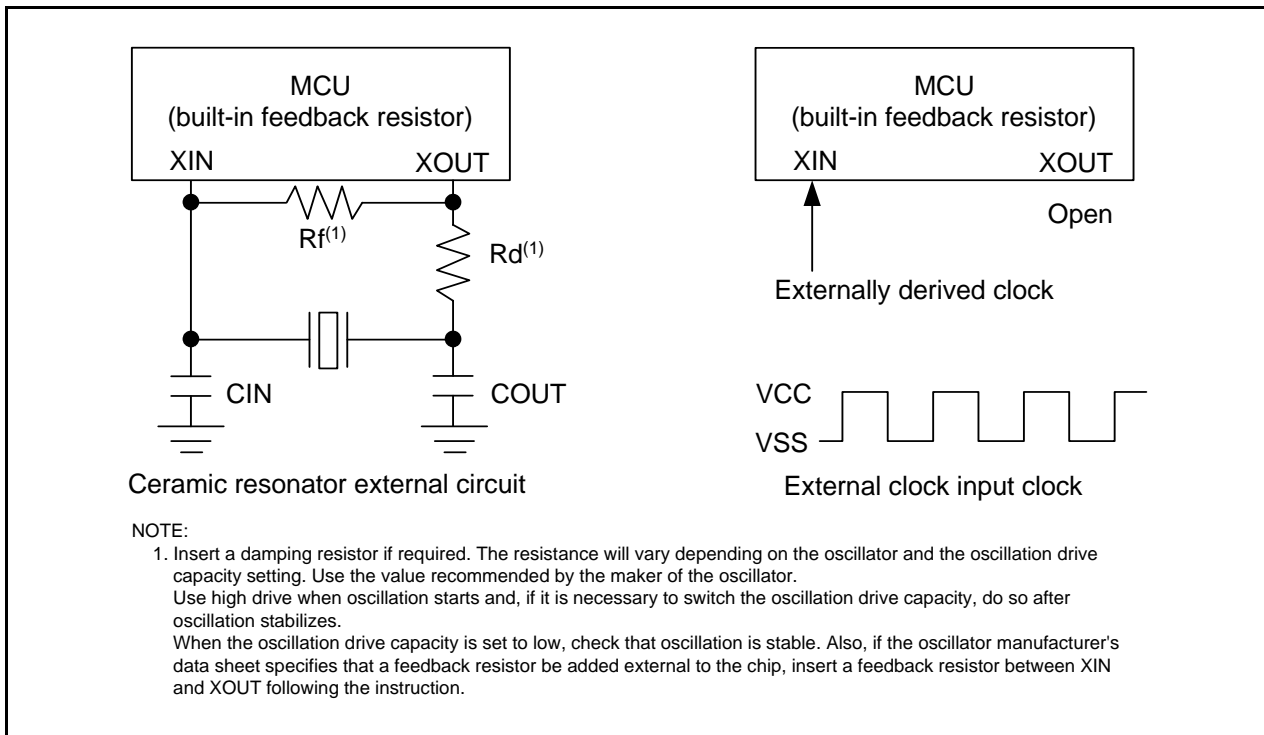 MCU
(built-in feedback resistor)
XIN XOUT
Rf(1)
Rd(1)
CIN COUT
Ceramic resonator external circuit
MCU
(built-in feedback resistor)
XIN XOUT
Open
Externally derived clock
VCC
VSS
External clock input clock
NOTE:
1. Insert a damping resistor if required. The resistance will vary depending on the oscillator and the oscillation drive
capacity setting. Use the value recommended by the maker of the oscillator.
Use high drive when oscillation starts and, if it is necessary to switch the oscillation drive capacity, do so after
oscillation stabilizes.
When the oscillation drive capacity is set to low, check that oscillation is stable. Also, if the oscillator manufacturer's
data sheet specifies that a feedback resistor be added external to the chip, insert a feedback resistor between XIN
and XOUT following the instruction.